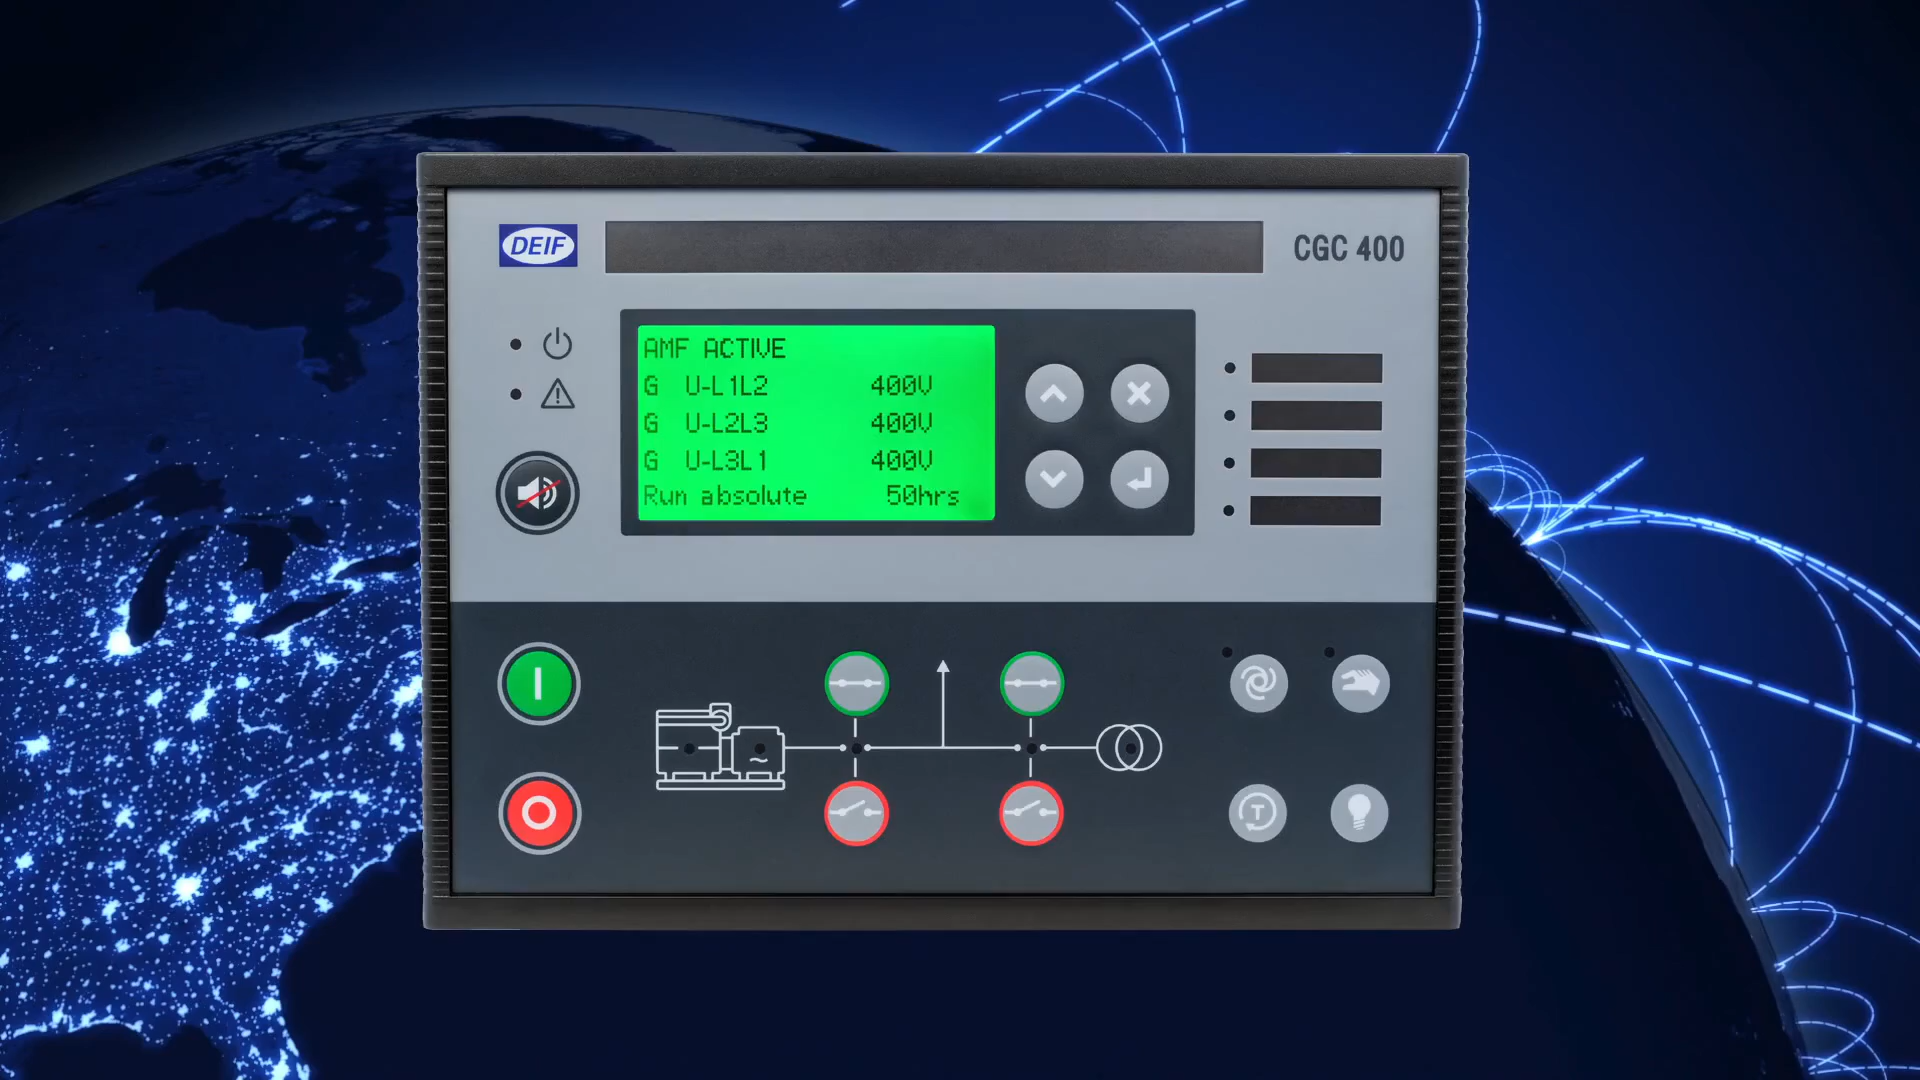 DEIF
CGC 400
AMF ACTIVE
G U-L1L2 400V
G U-L2L3 400V
G U-L3L1 400V
Run absolute 50hrs
T